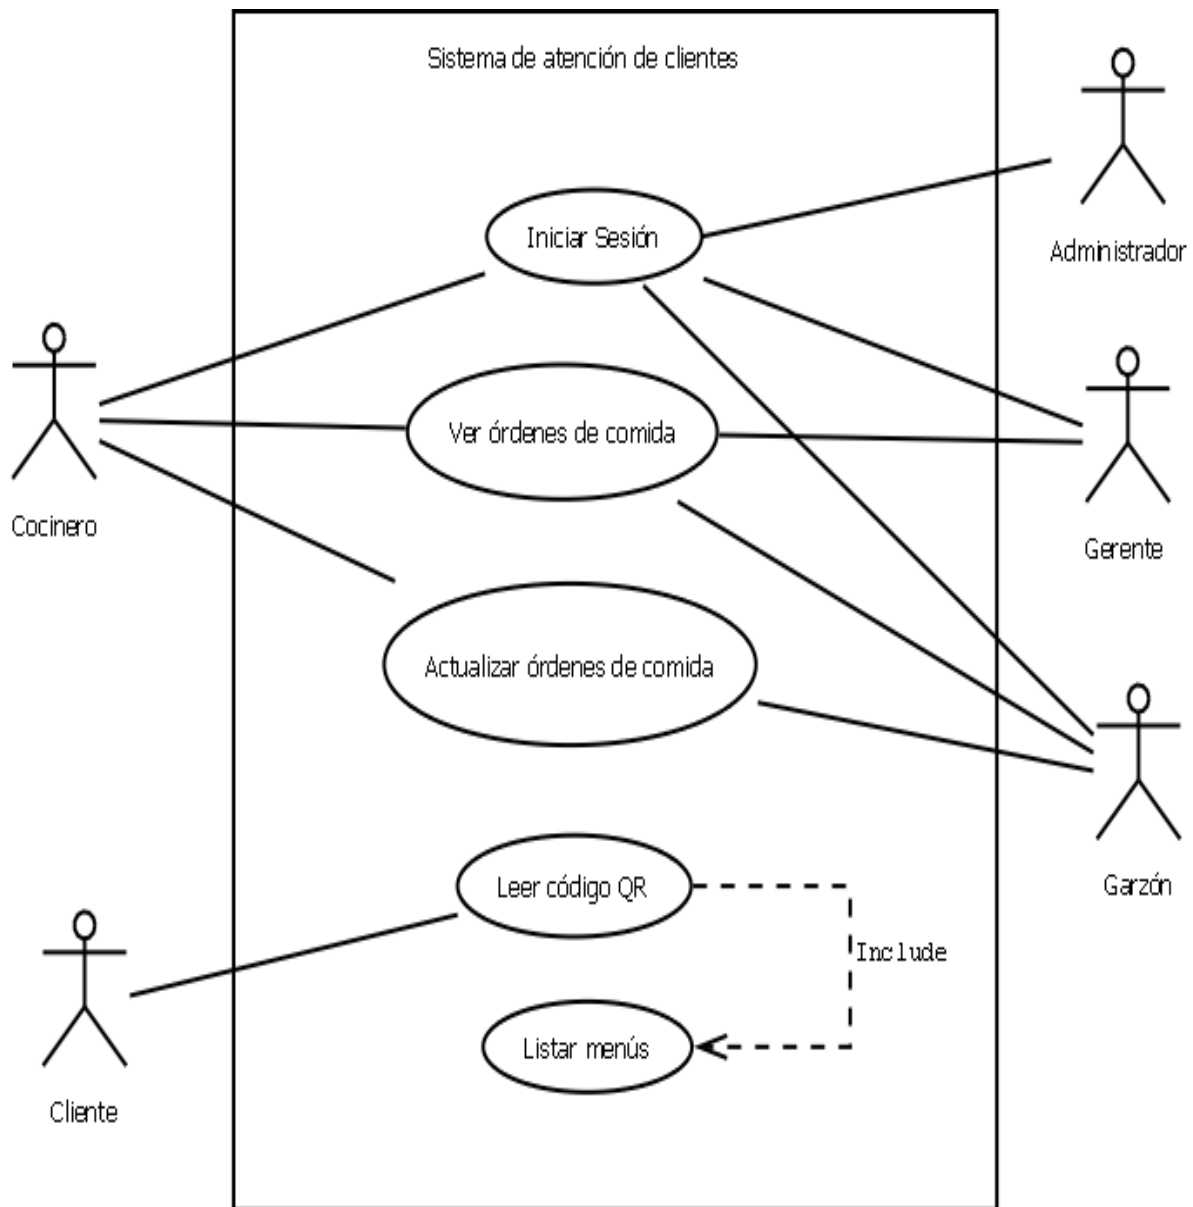 Sistema de atención de clientes
Iniciar Sesión
Administrador
Ver órdenes de comida
Cocinero
Gerente
Actualizar órdenes de comida
Leer código QR
Garzón
Include
Listar menús
Cliente